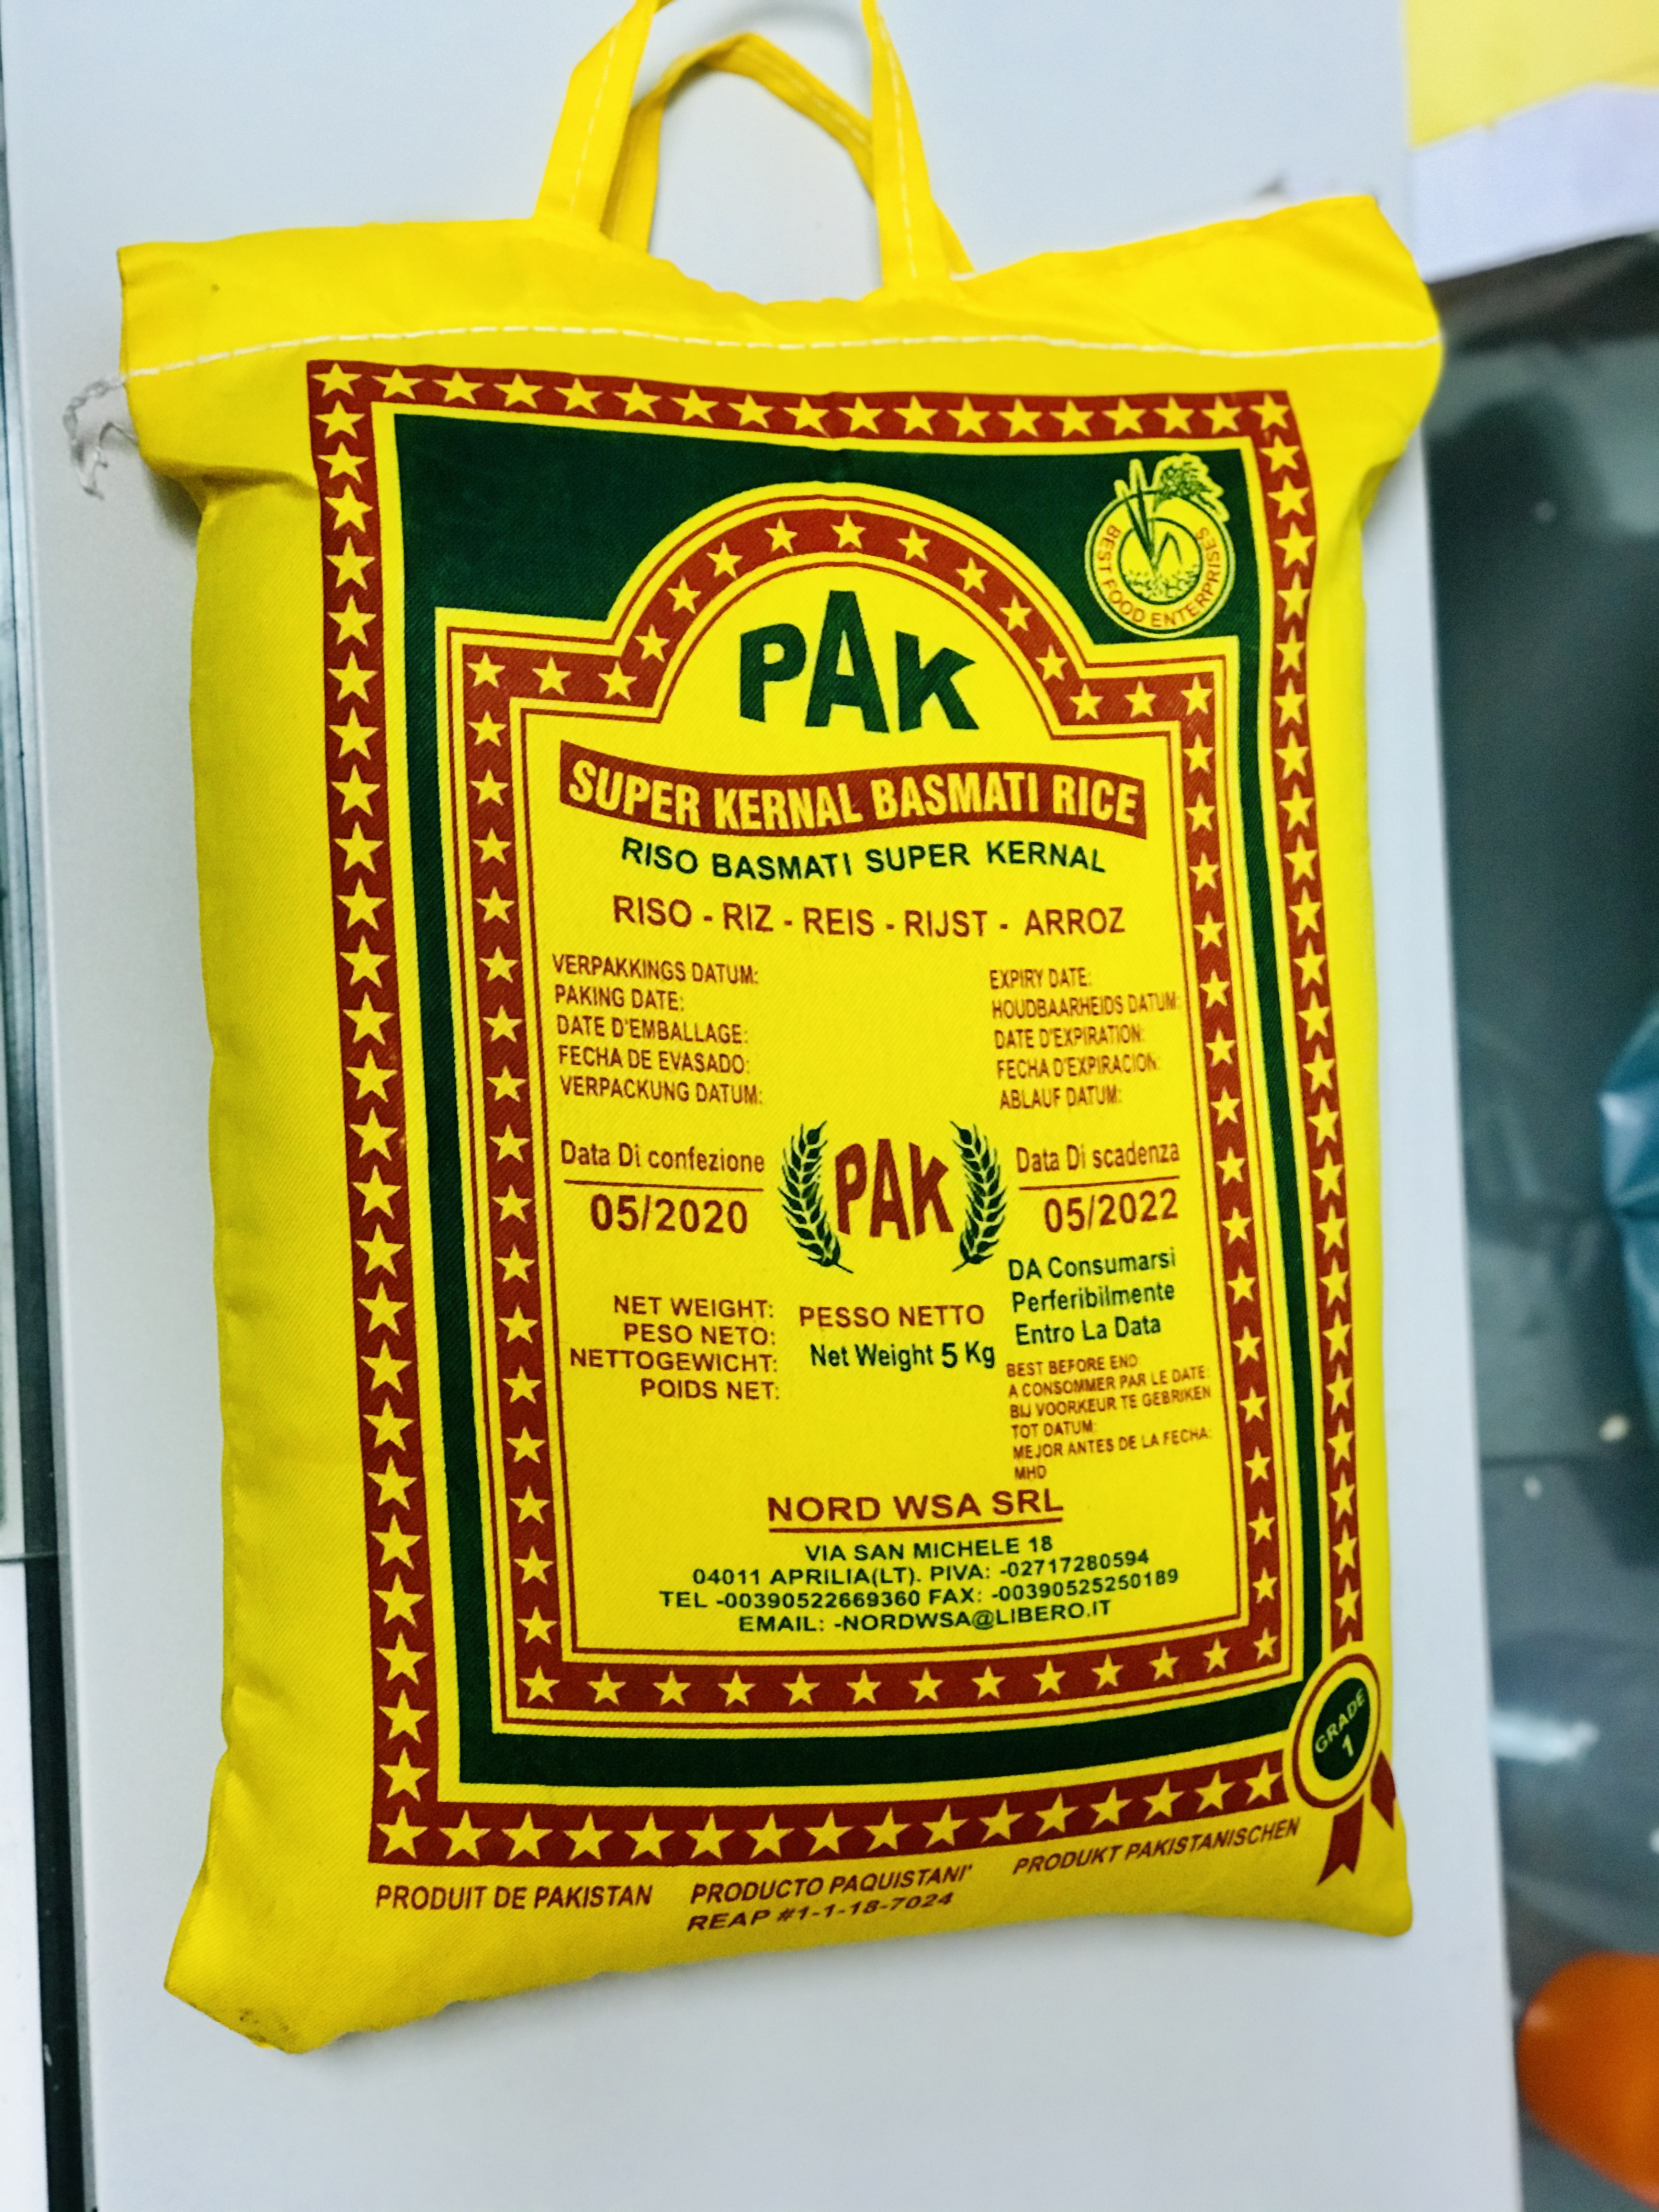 BEST FOOD ENTERPRISES
PAK
SUPER KERNAL BASMATI RICE
RISO BASMATI SUPER KERNAL
RISO - RIZ - REIS - RIJST - ARROZ
VERPAKKINGS DATUM:
PAKING DATE:
DATE D'EMBALLAGE:
FECHA DE EVASADO:
VERPACKUNG DATUM:
EXPIRY DATE:
HOUDBAARHEIDS DATUM:
DATE D'EXPIRATION:
FECHA D'EXPIRACION:
ABLAUF DATUM:
Data Di confezione
05/2020
PAK
Data Di scadenza
05/2022
DA Consumarsi
Perferibilmente
Entro La Data
NET WEIGHT:
PESO NETO:
NETTOGEWICHT:
POIDS NET:
PESSO NETTO
Net Weight 5 Kg
BEST BEFORE END:
A CONSOMMER PAR LE DATE:
BIJ VOORKEUR TE GEBRIKEN
TOT DATUM:
MEJOR ANTES DE LA FECHA:
MHD
NORD WSA SRL
VIA SAN MICHELE 18
04011 APRILIA(LT). PIVA: -02717280594
TEL -00390522669360 FAX: -00390525250189
EMAIL: -NORDWSA@LIBERO.IT
GRADE
1
PRODUIT DE PAKISTAN PRODUCTO PAQUISTANI' PRODUKT PAKISTANISCHEN
REAP #1-1-18-7024